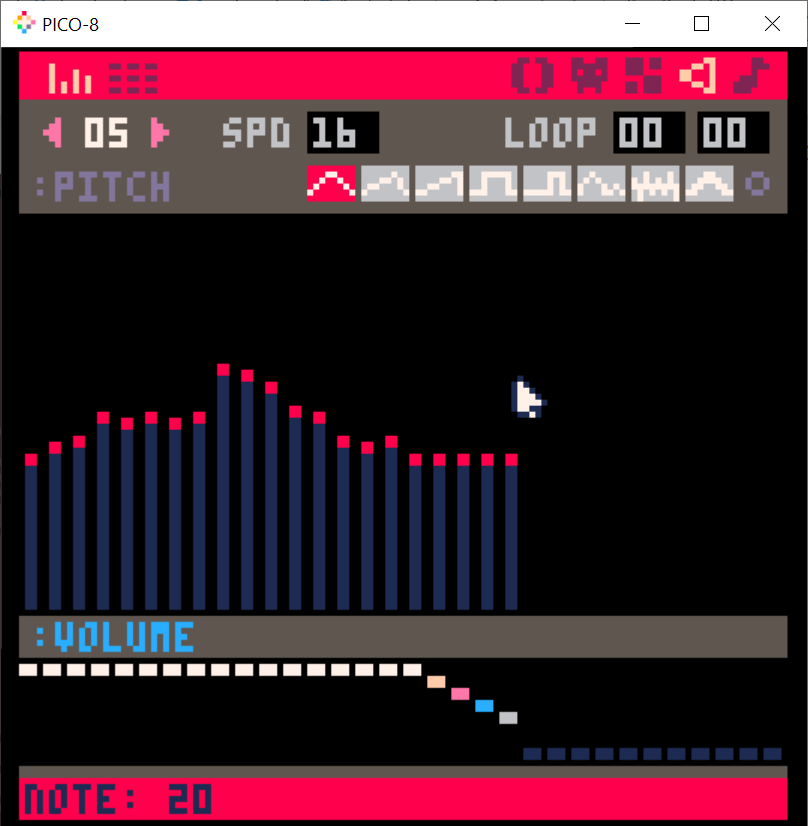 PICO-8
05 SPD 16 LOOP 00 00
:PITCH
:VOLUME
NOTE: 20